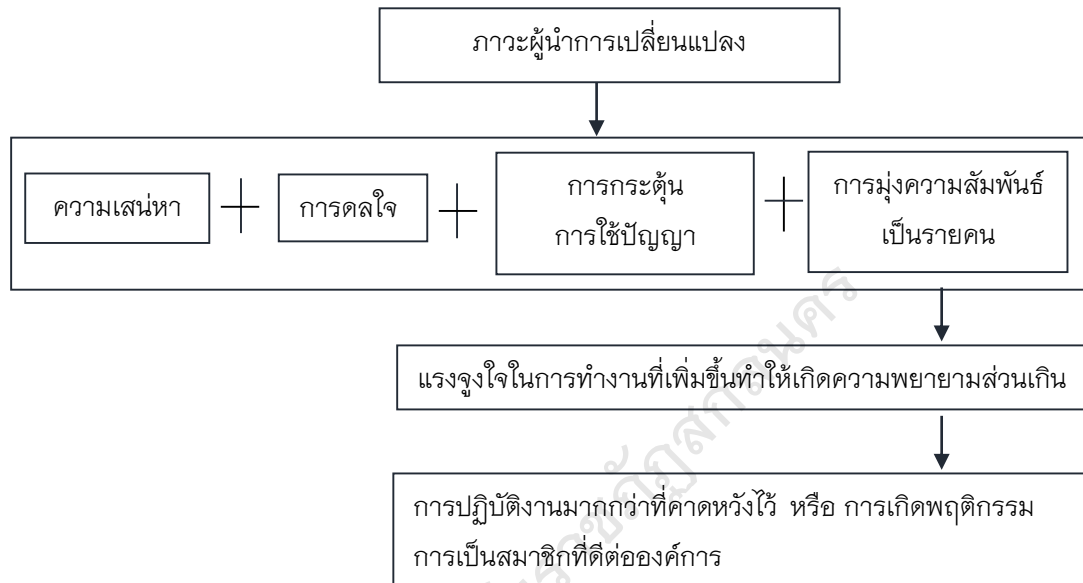 ภาวะผู้นำการเปลี่ยนแปลง
ความเสน่หา
การดลใจ
การกระตุ้น
การใช้ปัญญา
การมุ่งความสัมพันธ์
เป็นรายคน
แรงจูงใจในการทำงานที่เพิ่มขึ้นทำให้เกิดความพยายามส่วนเกิน
การปฏิบัติงานมากกว่าที่คาดหวังไว้ หรือ การเกิดพฤติกรรม
การเป็นสมาชิกที่ดีต่อองค์การ